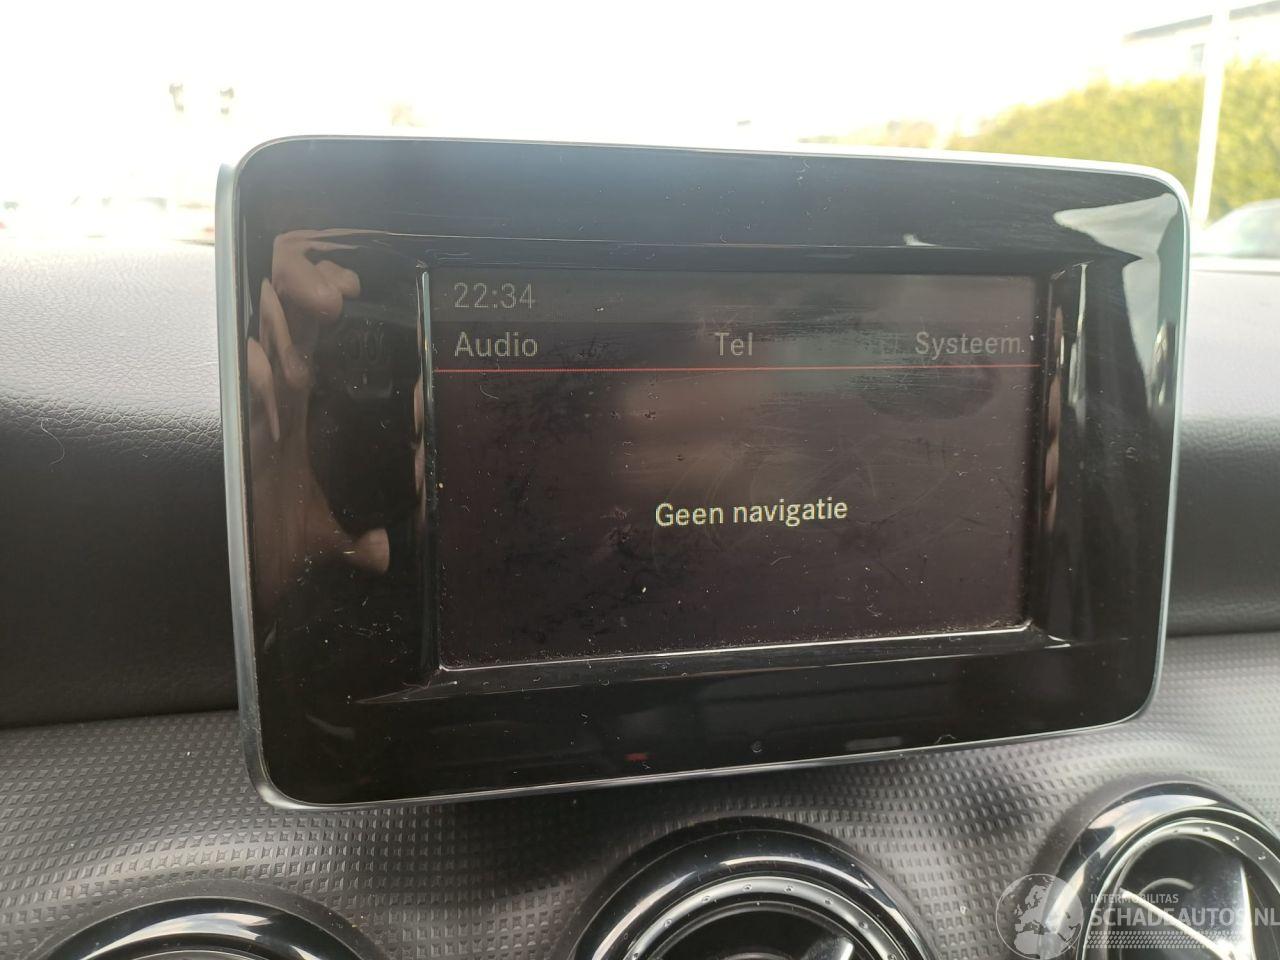 22:34
Audio Tel Systeem
Geen navigatie
INTERMOBILITAS
SCHADEAUTOS.NL